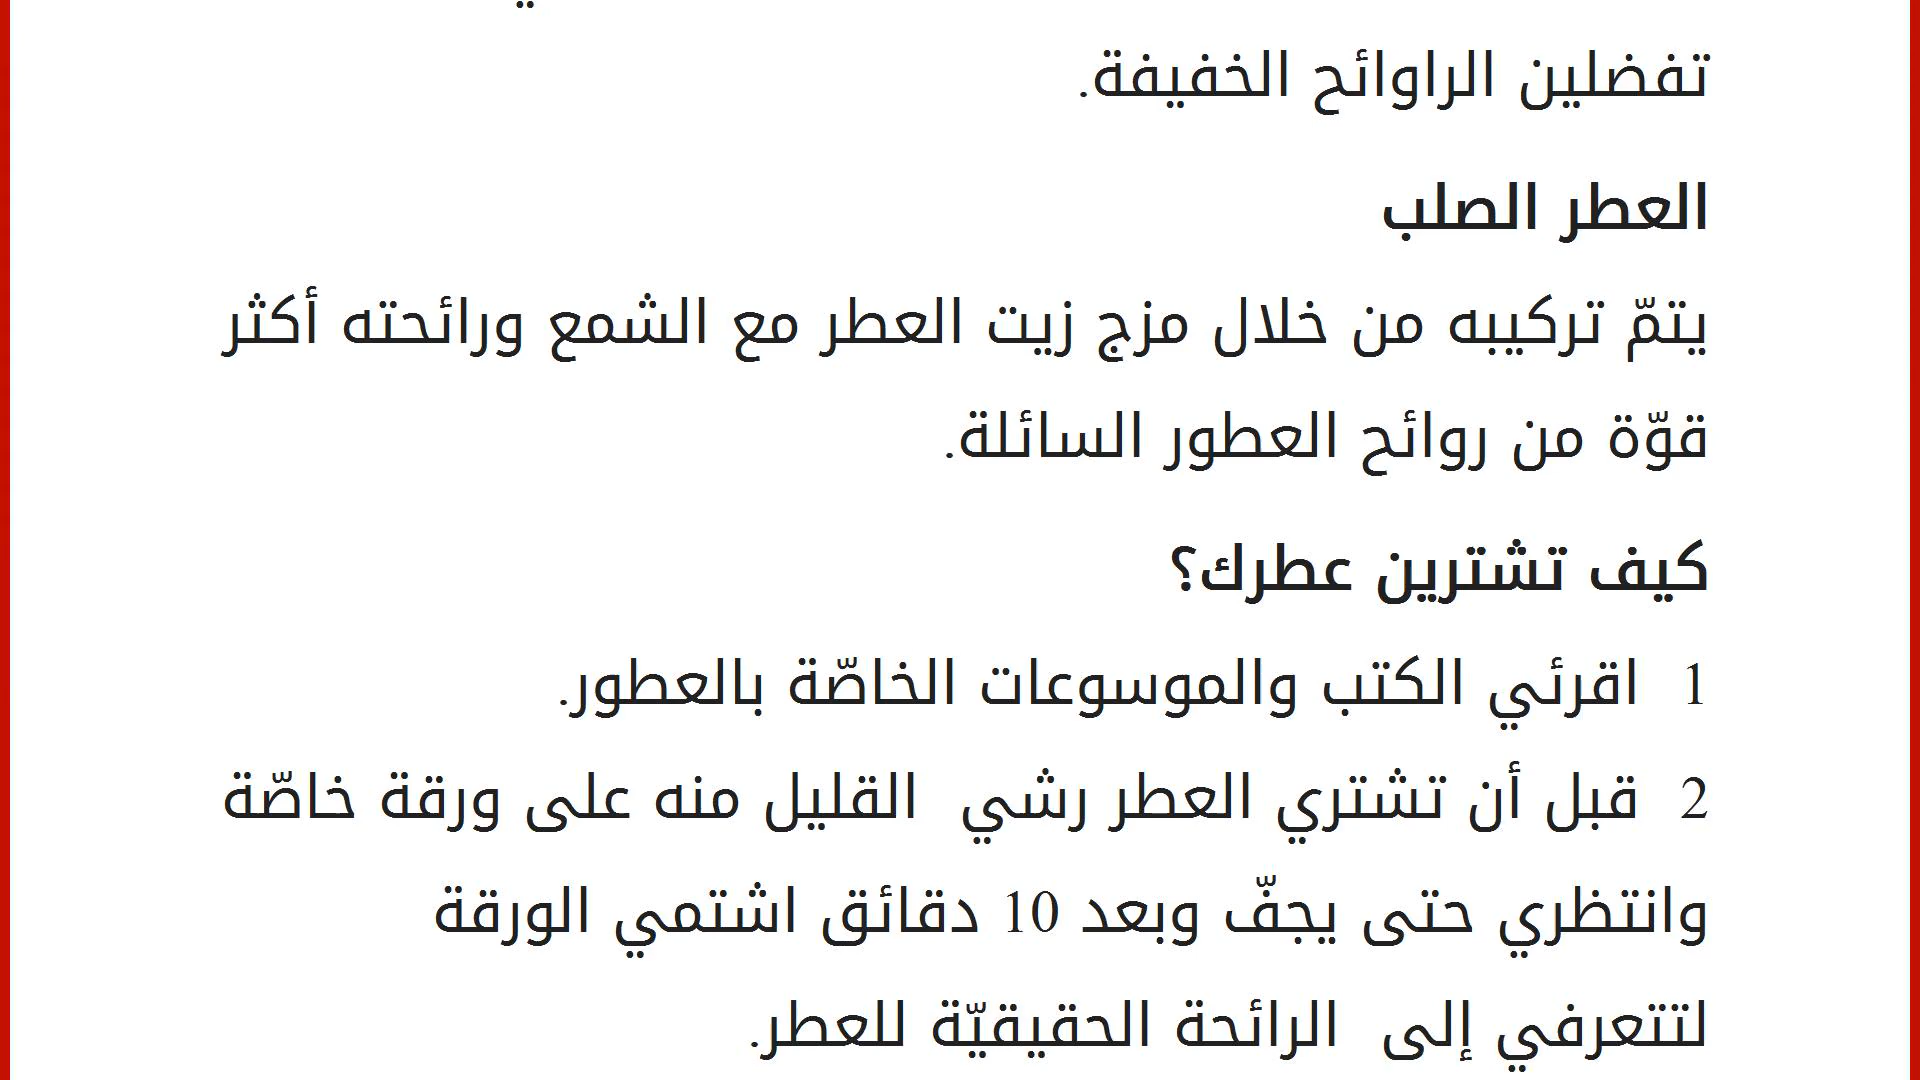 تفضلين الراوائح الخفيفة.
العطر الصلب
يتمّ تركيبه من خلال مزج زيت العطر مع الشمع ورائحته أكثر
قوّة من روائح العطور السائلة.
كيف تشترين عطرك؟
1 اقرئي الكتب والموسوعات الخاصّة بالعطور.
2 قبل أن تشتري العطر رشي القليل منه على ورقة خاصّة
وانتظري حتى يجفّ وبعد 10 دقائق اشتمي الورقة
لتتعرفي إلى الرائحة الحقيقيّة للعطر.